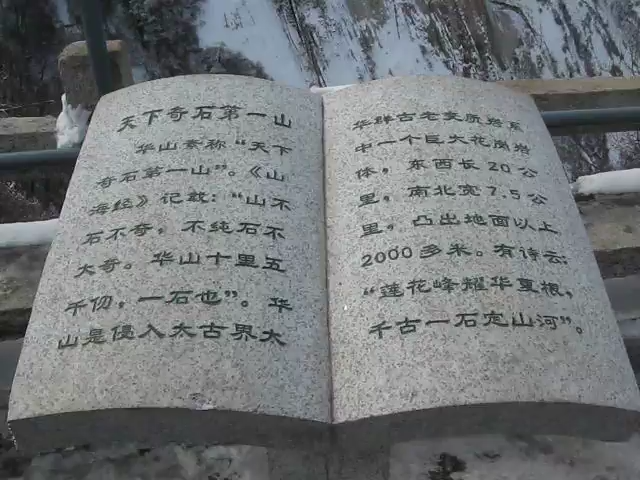 天下奇石第一山
华山素称“天下
奇石第一山”。《山
海经》记载：“山不
石不奇，不纯石不
大奇。华山十里五
千仞，一石也”。华
山是侵入太古界太
华群古老变质岩系
中一个巨大花岗岩
体，东西长20公
里，南北宽7.5公
里，凸出地面以上
2000多米。有诗云：
“莲花峰耀华夏根，
千古一石定山河”。